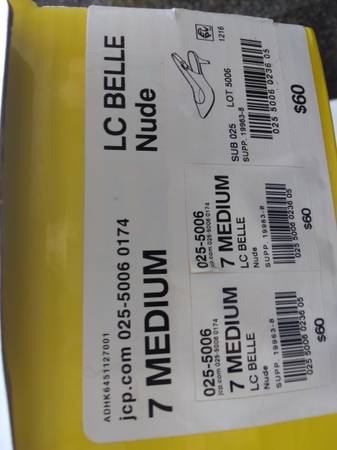 LC BELLE
Nude
1216
SUB 025 LOT 5006
SUPP. 19963-8
025 5006 0236 05
$60
ADHK6451127001
jcp.com 025-5006 0174
7 MEDIUM
025-5006
jcp.com 025-5006 0174
7 MEDIUM
LC BELLE
Nude
SUPP. 19963-8
025 5006 0236 05
$60
025-5006
jcp.com 025-5006 0174
7 MEDIUM
LC BELLE
Nude
SUPP. 19963-8
025 5006 0236 05
$60